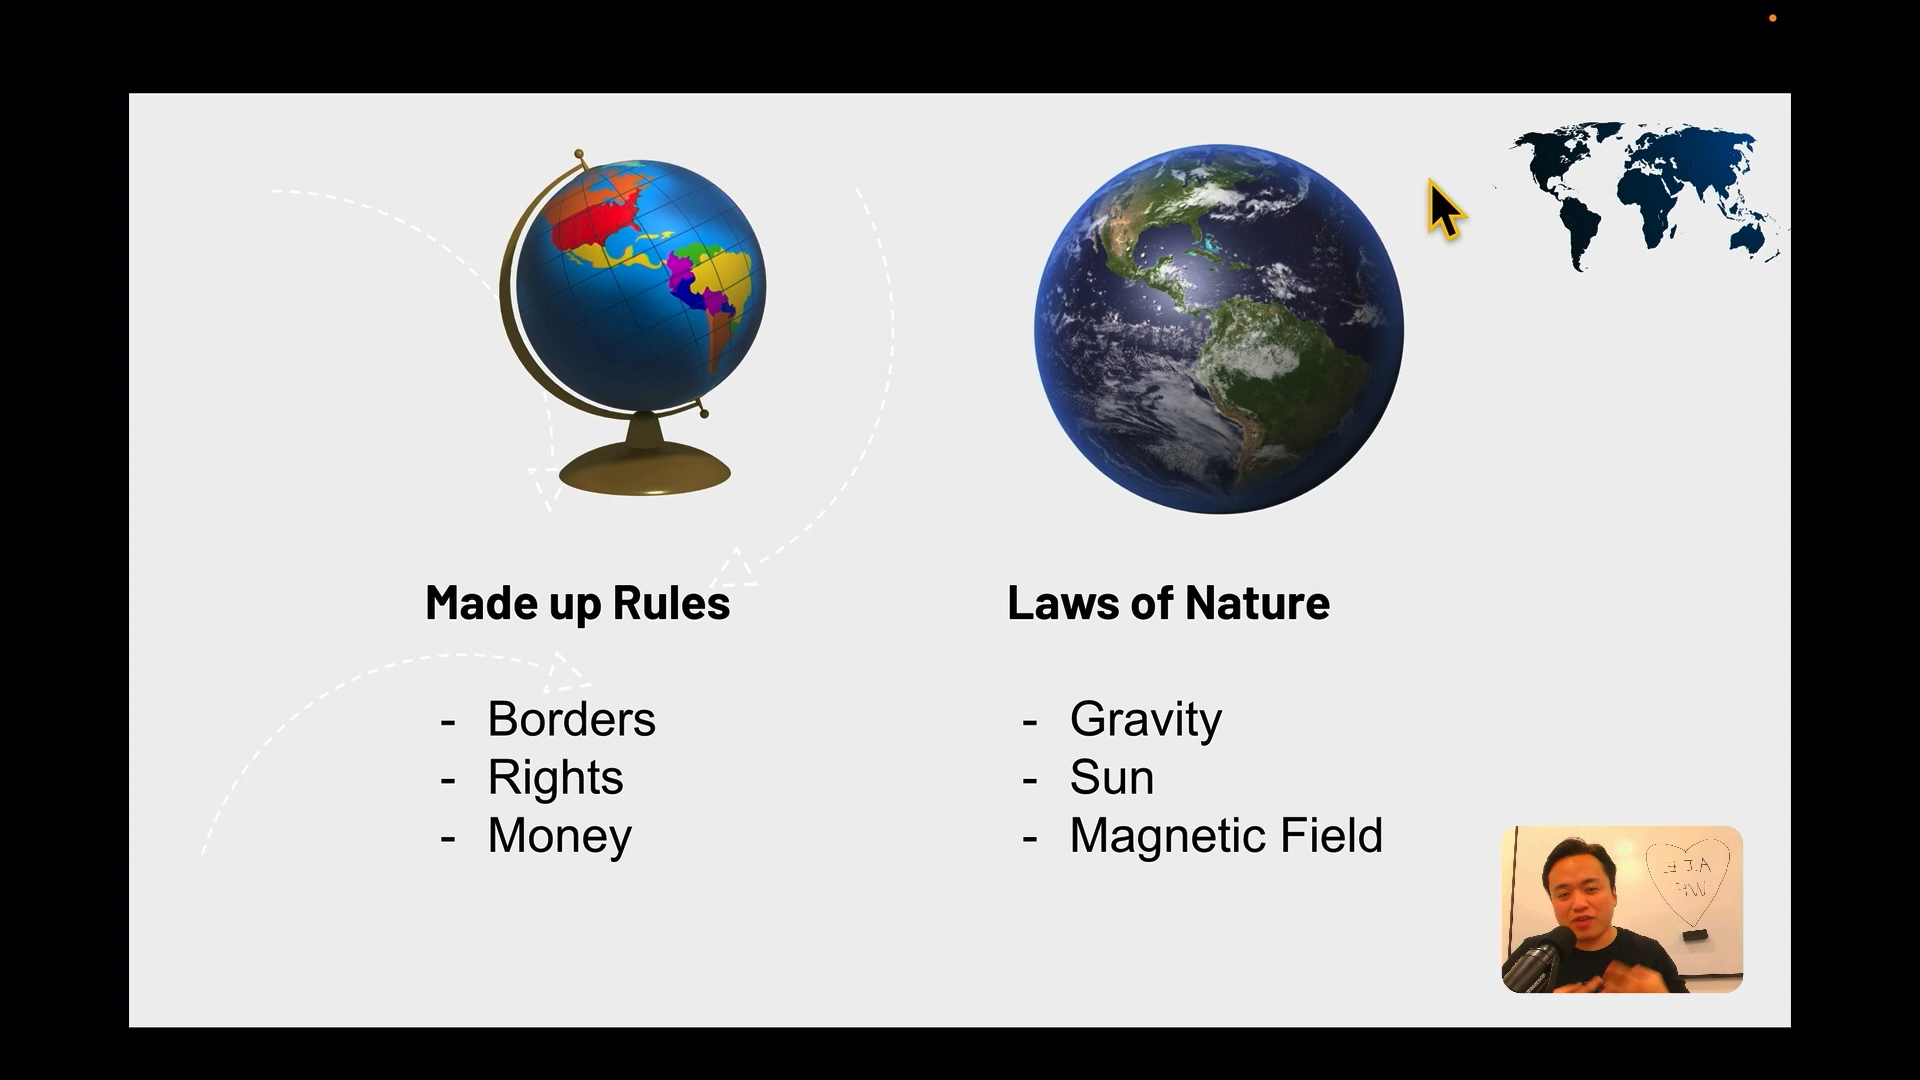 Made up Rules
- Borders
- Rights
- Money
Laws of Nature
- Gravity
- Sun
- Magnetic Field